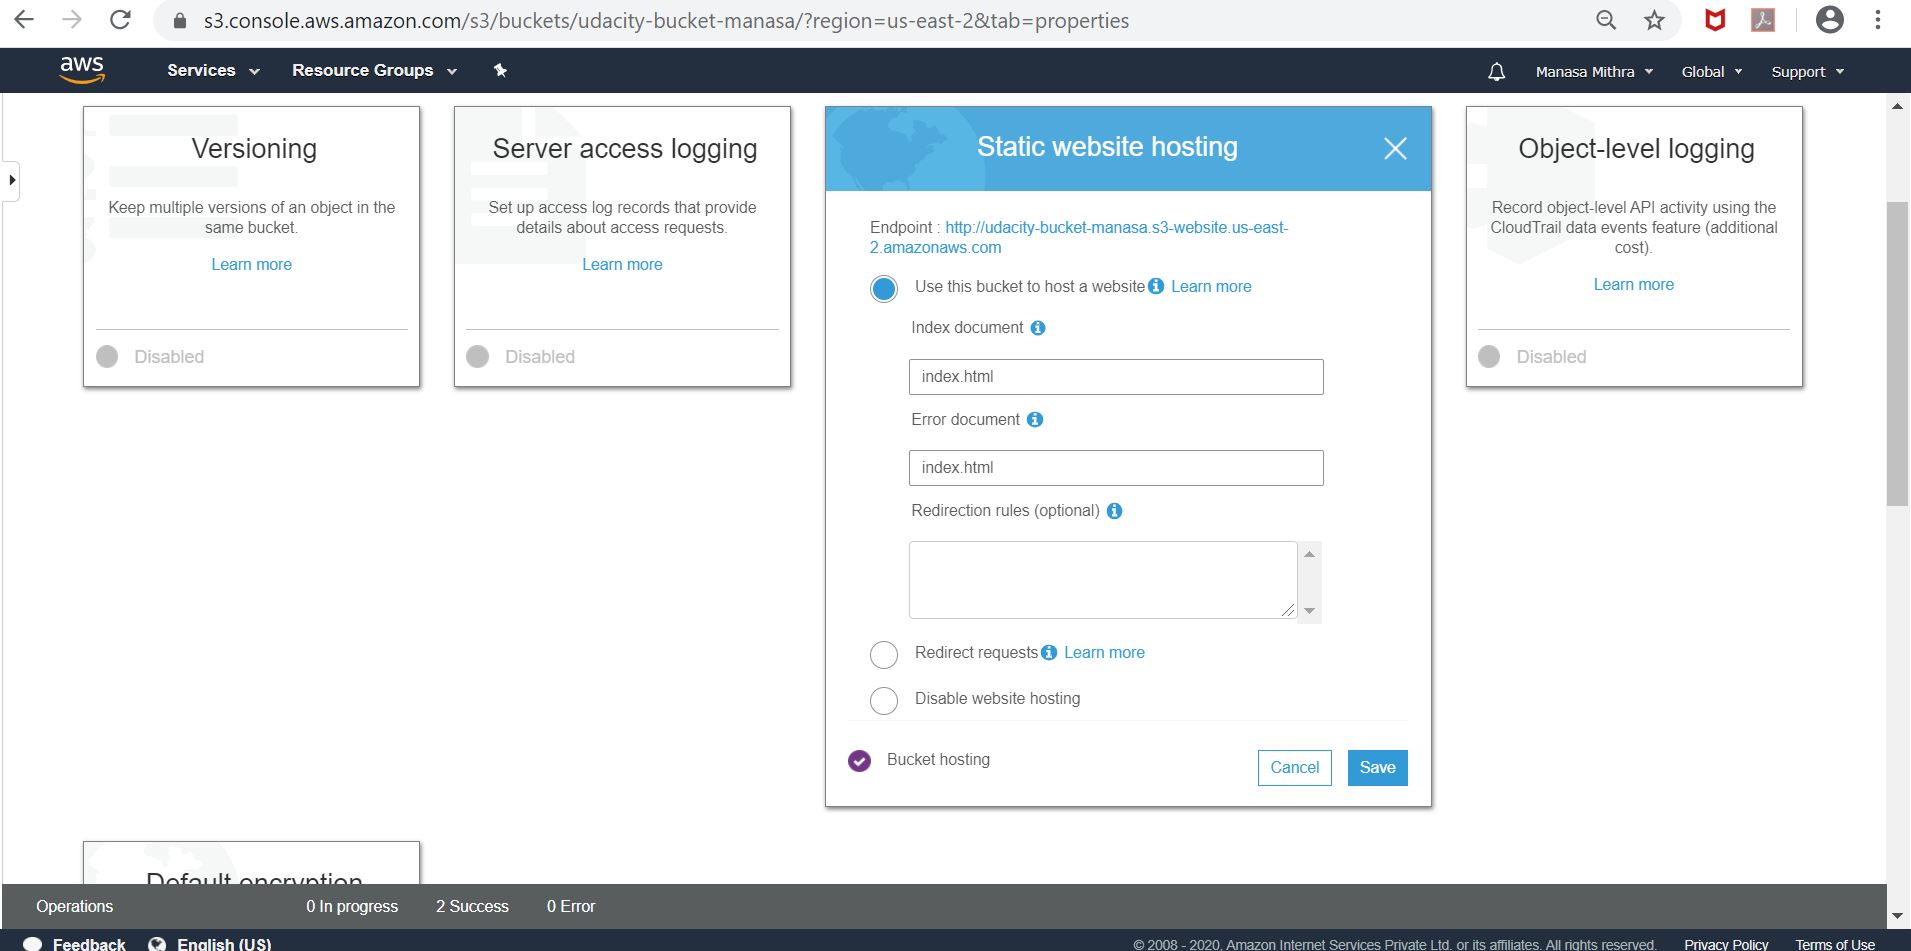 s3.console.aws.amazon.com/s3/buckets/udacity-bucket-manasa/?region=us-east-2&tab=properties
aws Services Resource Groups Manasa Mithra Global Support
Versioning
Keep multiple versions of an object in the
same bucket.
Learn more
Disabled
Server access logging
Set up access log records that provide
details about access requests.
Learn more
Disabled
Static website hosting
Endpoint : http://udacity-bucket-manasa.s3-website.us-east-
2.amazonaws.com
Use this bucket to host a website Learn more
Index document
index.html
Error document
index.html
Redirection rules (optional)
Redirect requests Learn more
Disable website hosting
Bucket hosting
Cancel Save
Object-level logging
Record object-level API activity using the
CloudTrail data events feature (additional
cost).
Learn more
Disabled
Default encryption
Operations 0 In progress 2 Success 0 Error
Feedback English (US) © 2008 - 2020, Amazon Internet Services Private Ltd. or its affiliates. All rights reserved. Privacy Policy Terms of Use